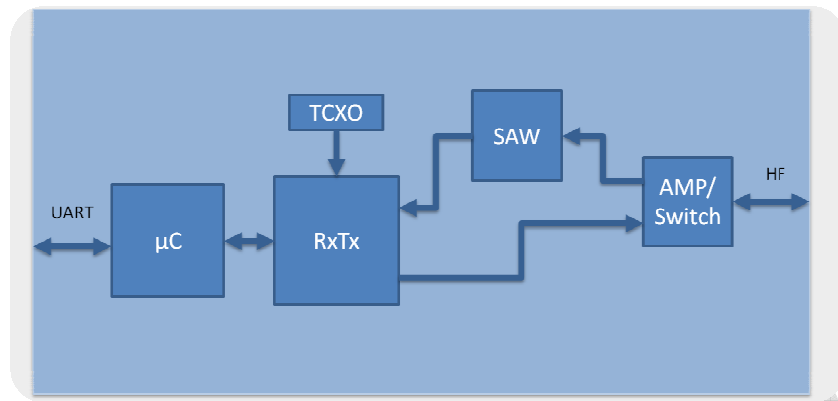 TCXO
SAW
UART
µC
RxTx
AMP/
Switch
HF